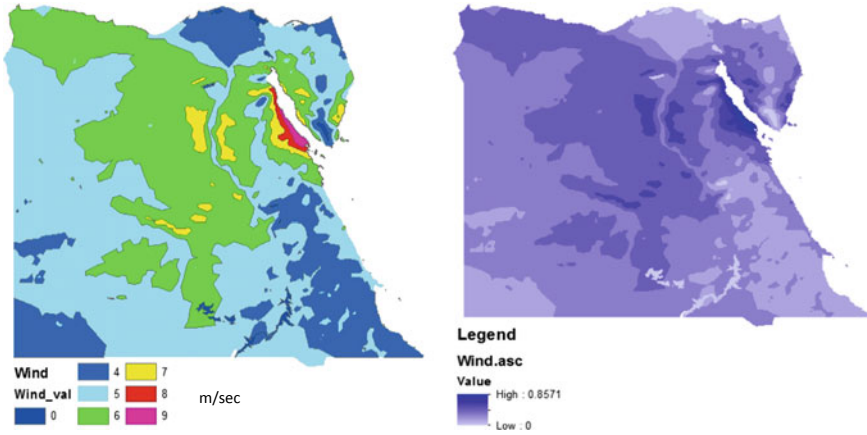 Wind
Wind_val
0
4
5
6
7
8
9
m/sec
Legend
Wind.asc
Value
High : 0.8571
Low : 0